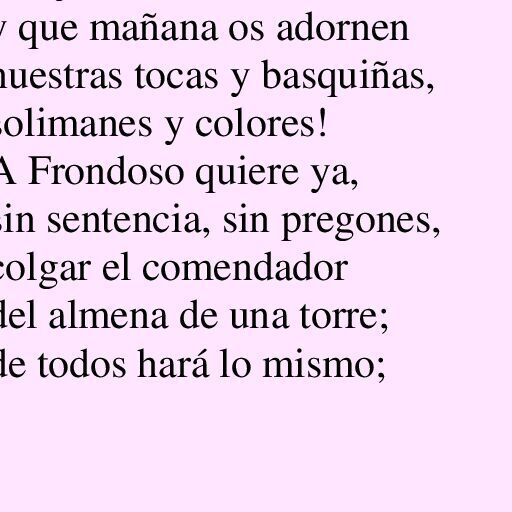 y que mañana os adornen
nuestras tocas y basquiñas,
solimanes y colores!
A Frondoso quiere ya,
sin sentencia, sin pregones,
colgar el comendador
del almena de una torre;
de todos hará lo mismo;